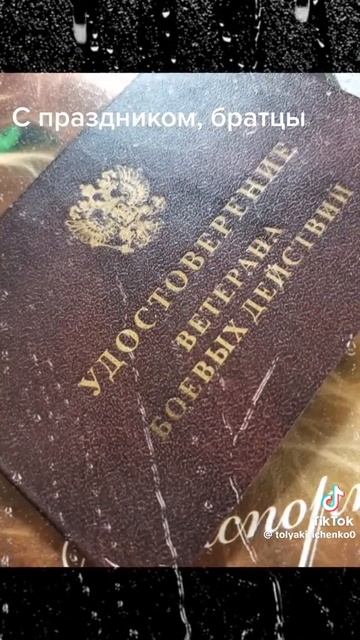 С праздником, братцы
УДОСТОВЕРЕНИЕ
ВЕТЕРАНА
БОЕВЫХ ДЕЙСТВИЙ
TikTok